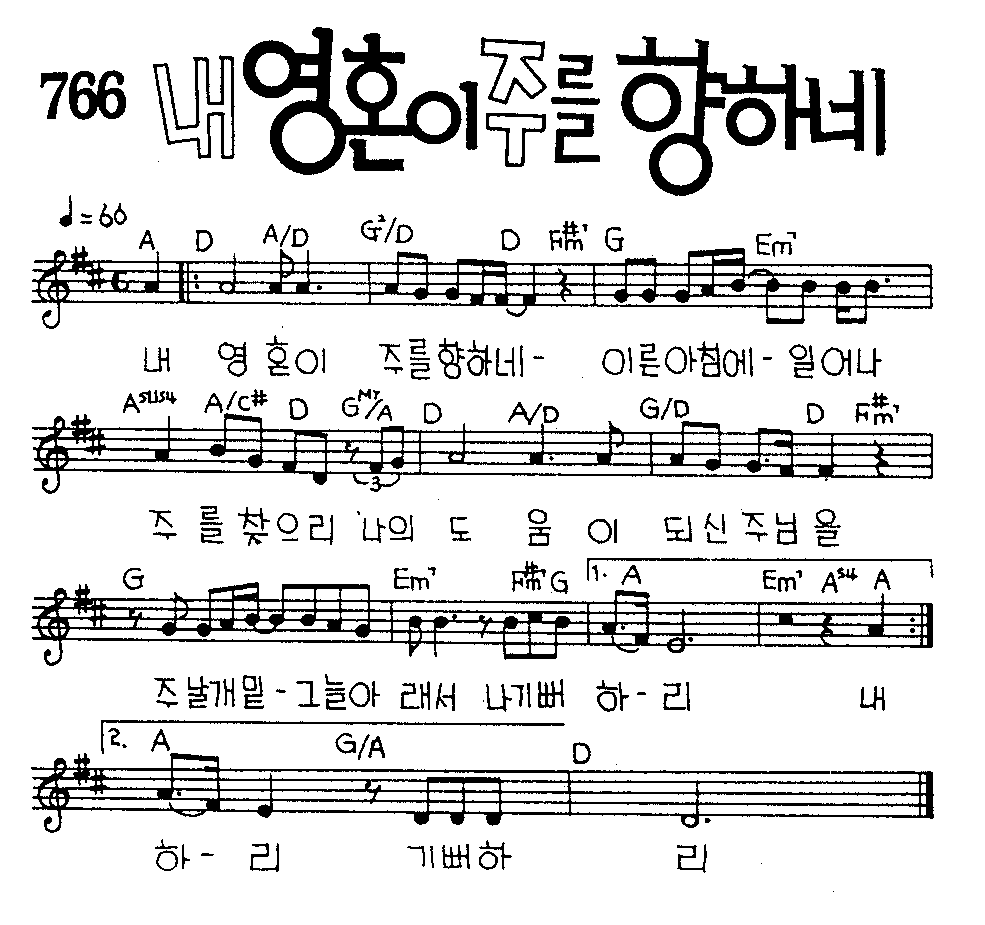 766 내 영혼이 주를 향하네
♩=66
A D A/D G²/D D F#m⁷ G Em⁷
내 영 혼이 주를향하네- 이른아침에-일어나
Asus4 A/C# D GM7/A D A/D G/D D F#m⁷
3
주 를 찾으리 나의 도 움 이 되신 주님을
G Em⁷ F#m⁷ G 1. A Em⁷ Asus4 A
주날개밑-그늘아 래서 나기뻐 하-리 내
2. A G/A D
하- 리 기뻐하 리